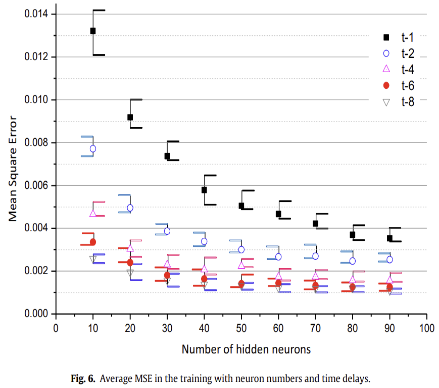 0.014
0.012
0.010
0.008
0.006
0.004
0.002
0.000
Mean Square Error
t-1
t-2
t-4
t-6
t-8
0 10 20 30 40 50 60 70 80 90 100
Number of hidden neurons
Fig. 6. Average MSE in the training with neuron numbers and time delays.